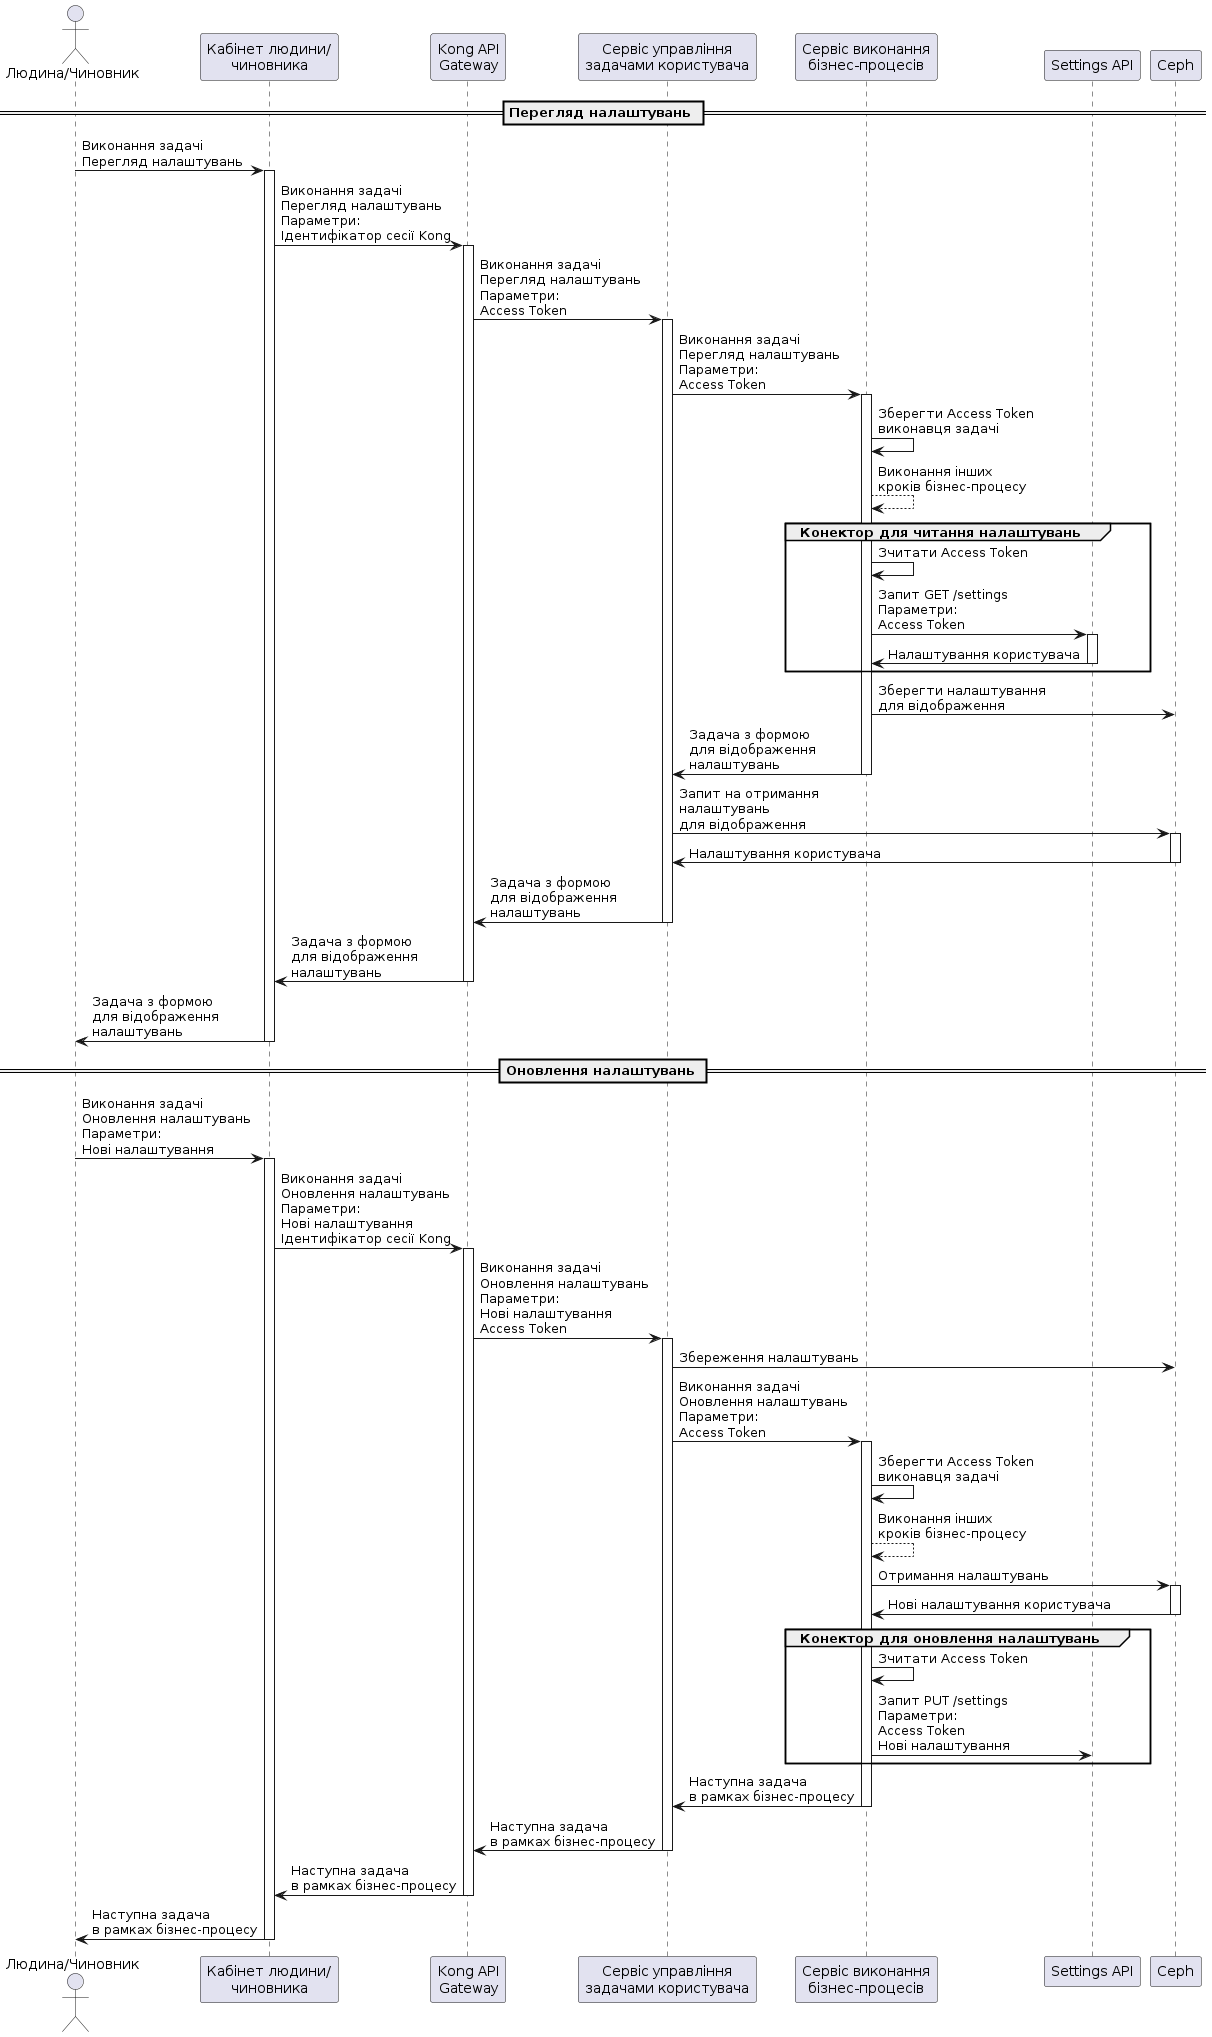 Людина/Чиновник
Кабінет людини/
чиновника
Kong API
Gateway
Сервіс управління
задачами користувача
Сервіс виконання
бізнес-процесів
Settings API
Ceph
Перегляд налаштувань
Виконання задачі
Перегляд налаштувань
Виконання задачі
Перегляд налаштувань
Параметри:
Ідентифікатор сесії Kong
Виконання задачі
Перегляд налаштувань
Параметри:
Access Token
Виконання задачі
Перегляд налаштувань
Параметри:
Access Token
Зберегти Access Token
виконавця задачі
Виконання інших
кроків бізнес-процесу
Конектор для читання налаштувань
Зчитати Access Token
Запит GET /settings
Параметри:
Access Token
Налаштування користувача
Зберегти налаштування
для відображення
Задача з формою
для відображення
налаштувань
Запит на отримання
налаштувань
для відображення
Налаштування користувача
Задача з формою
для відображення
налаштувань
Задача з формою
для відображення
налаштувань
Задача з формою
для відображення
налаштувань
Оновлення налаштувань
Виконання задачі
Оновлення налаштувань
Параметри:
Нові налаштування
Виконання задачі
Оновлення налаштувань
Параметри:
Нові налаштування
Ідентифікатор сесії Kong
Виконання задачі
Оновлення налаштувань
Параметри:
Нові налаштування
Access Token
Збереження налаштувань
Виконання задачі
Оновлення налаштувань
Параметри:
Access Token
Зберегти Access Token
виконавця задачі
Виконання інших
кроків бізнес-процесу
Отримання налаштувань
Нові налаштування користувача
Конектор для оновлення налаштувань
Зчитати Access Token
Запит PUT /settings
Параметри:
Access Token
Нові налаштування
Наступна задача
в рамках бізнес-процесу
Наступна задача
в рамках бізнес-процесу
Наступна задача
в рамках бізнес-процесу
Наступна задача
в рамках бізнес-процесу
Людина/Чиновник
Кабінет людини/
чиновника
Kong API
Gateway
Сервіс управління
задачами користувача
Сервіс виконання
бізнес-процесів
Settings API
Ceph